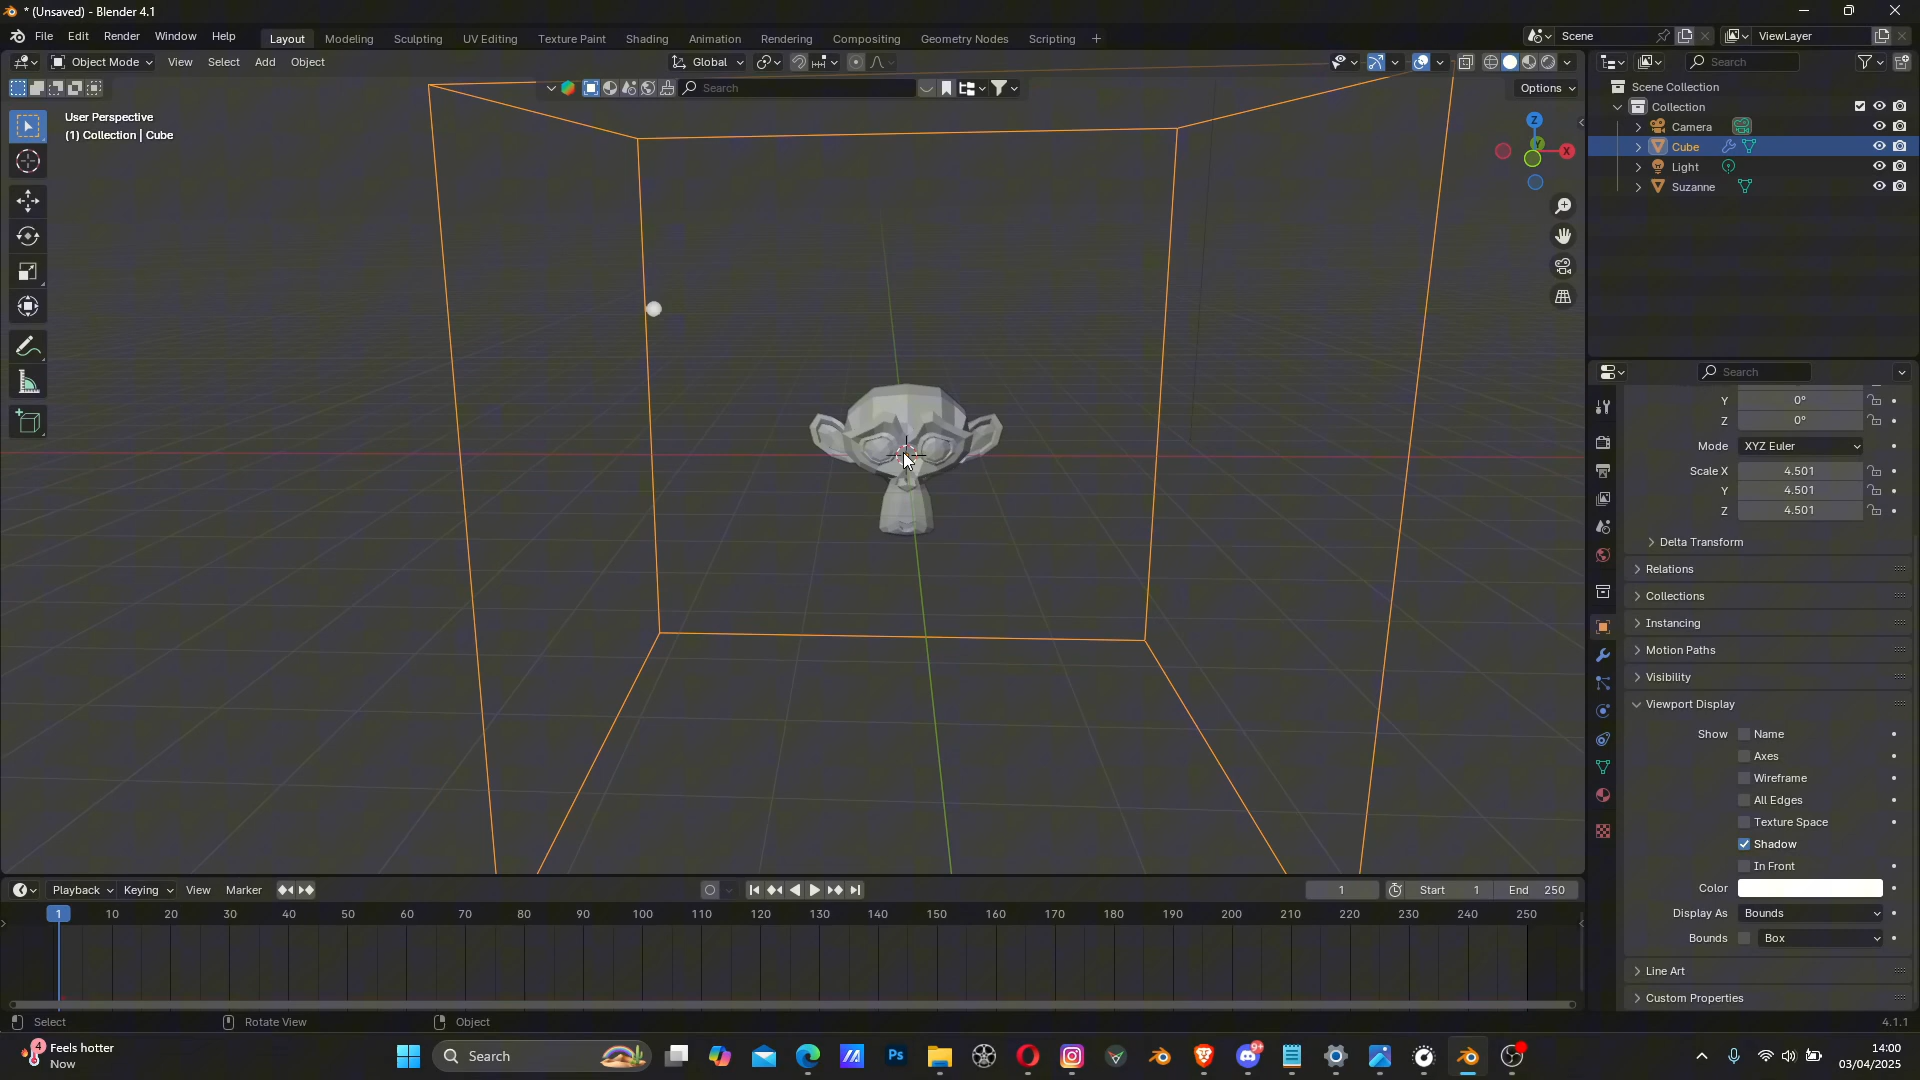 * (Unsaved) - Blender 4.1
File Edit Render Window Help Layout Modeling Sculpting UV Editing Texture Paint Shading Animation Rendering Compositing Geometry Nodes Scripting + Scene ViewLayer
Object Mode View Select Add Object Global Search
Search Options
User Perspective
(1) Collection | Cube
Z
X
Scene Collection
Collection
Camera
Cube
Light
Suzanne
Search
Y 0°
Z 0°
Mode XYZ Euler
Scale X 4.501
Y 4.501
Z 4.501
Delta Transform
Relations
Collections
Instancing
Motion Paths
Visibility
Viewport Display
Show Name
Axes
Wireframe
All Edges
Texture Space
Shadow
In Front
Color
Display As Bounds
Bounds Box
Line Art
Custom Properties
Playback Keying View Marker 1 Start 1 End 250
1 10 20 30 40 50 60 70 80 90 100 110 120 130 140 150 160 170 180 190 200 210 220 230 240 250
Select Rotate View Object 4.1.1
4 Feels hotter
Now
Search
Ps
9+
14:00
03/04/2025